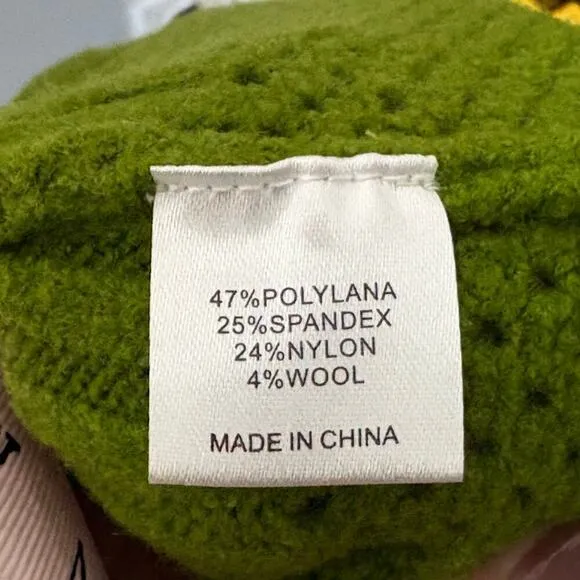 47%POLYLANA
25%SPANDEX
24%NYLON
4%WOOL
MADE IN CHINA